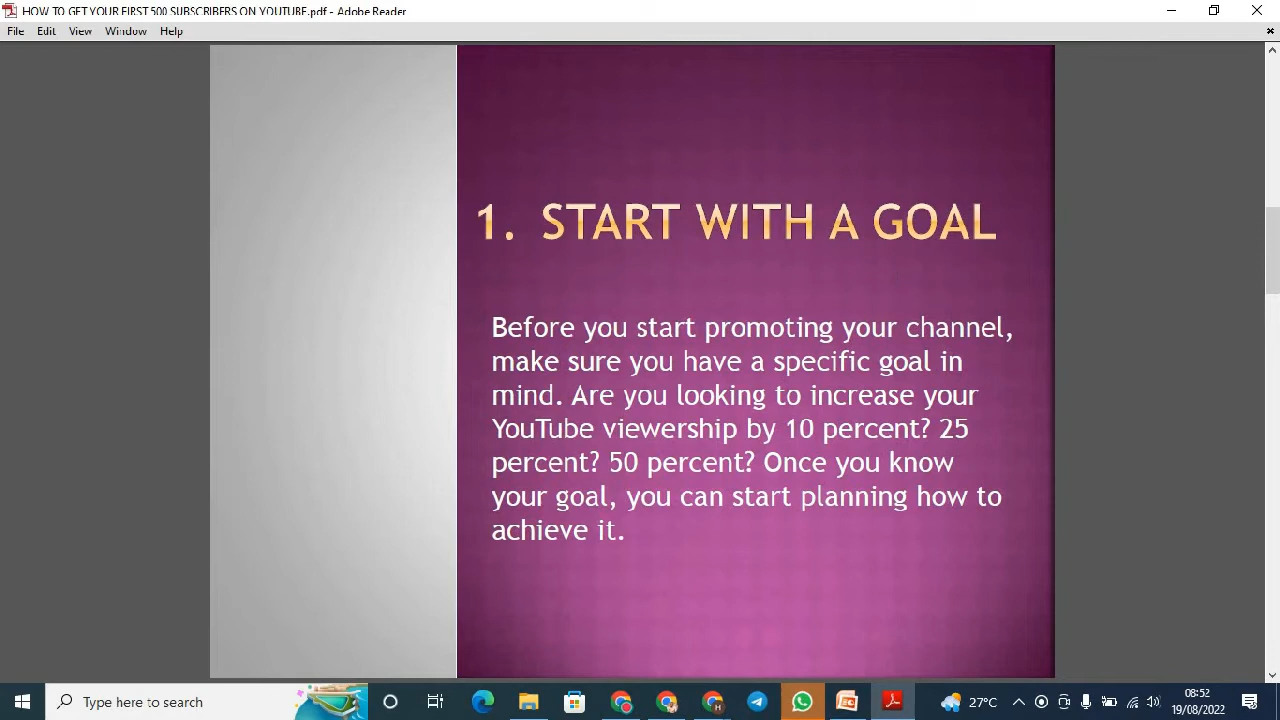 HOW TO GET YOUR FIRST 500 SUBSCRIBERS ON YOUTUBE.pdf - Adobe Reader
File Edit View Window Help
1. START WITH A GOAL
Before you start promoting your channel,
make sure you have a specific goal in
mind. Are you looking to increase your
YouTube viewership by 10 percent? 25
percent? 50 percent? Once you know
your goal, you can start planning how to
achieve it.
Type here to search
H
27°C
08:52
19/08/2022